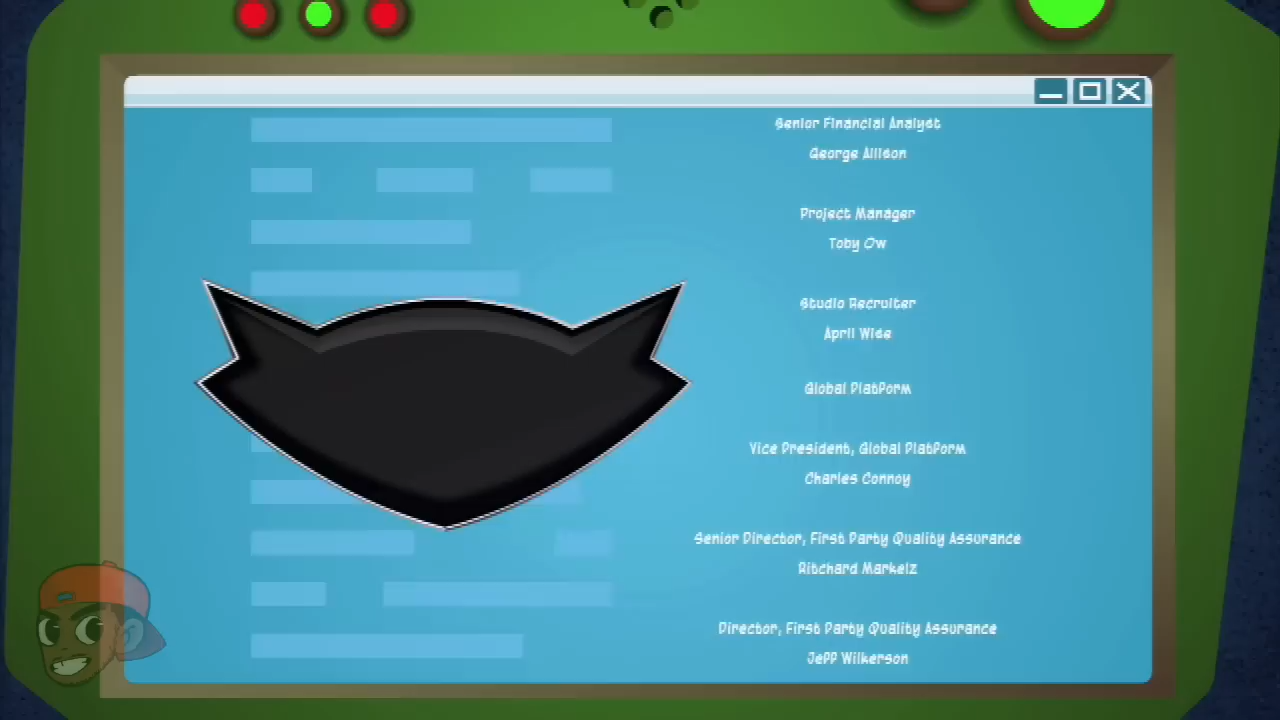 Senior Financial Analyst
George Allison
Project Manager
Toby Ow
Studio Recruiter
April Wide
Global Platform
Vice President, Global Platform
Charles Connoy
Senior Director, First Party Quality Assurance
Ritchard Markelz
Director, First Party Quality Assurance
Jeff Wilkerson